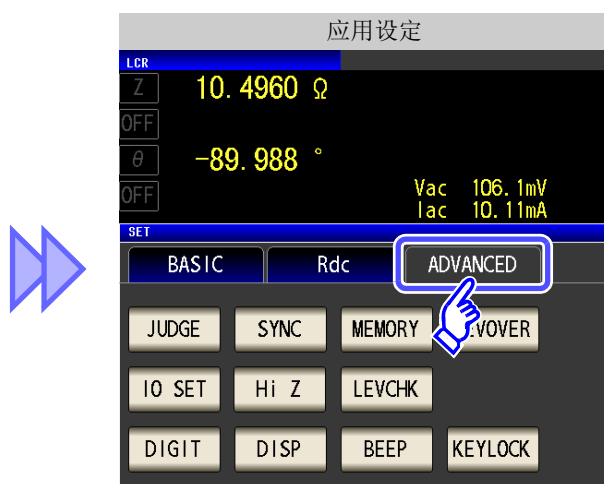 应用设定
LCR
Z 10.4960 Ω
OFF
θ -89.988 °
OFF
Vac 106.1mV
Iac 10.11mA
SET
BASIC Rdc ADVANCED
JUDGE SYNC MEMORY VOVER
IO SET Hi Z LEVCHK
DIGIT DISP BEEP KEYLOCK